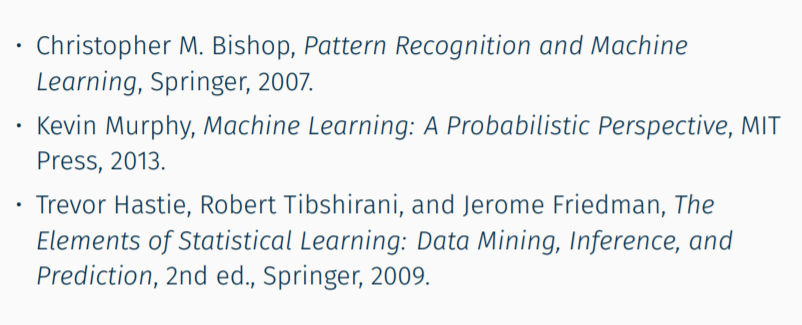 • Christopher M. Bishop, Pattern Recognition and Machine
Learning, Springer, 2007.
• Kevin Murphy, Machine Learning: A Probabilistic Perspective, MIT
Press, 2013.
• Trevor Hastie, Robert Tibshirani, and Jerome Friedman, The
Elements of Statistical Learning: Data Mining, Inference, and
Prediction, 2nd ed., Springer, 2009.